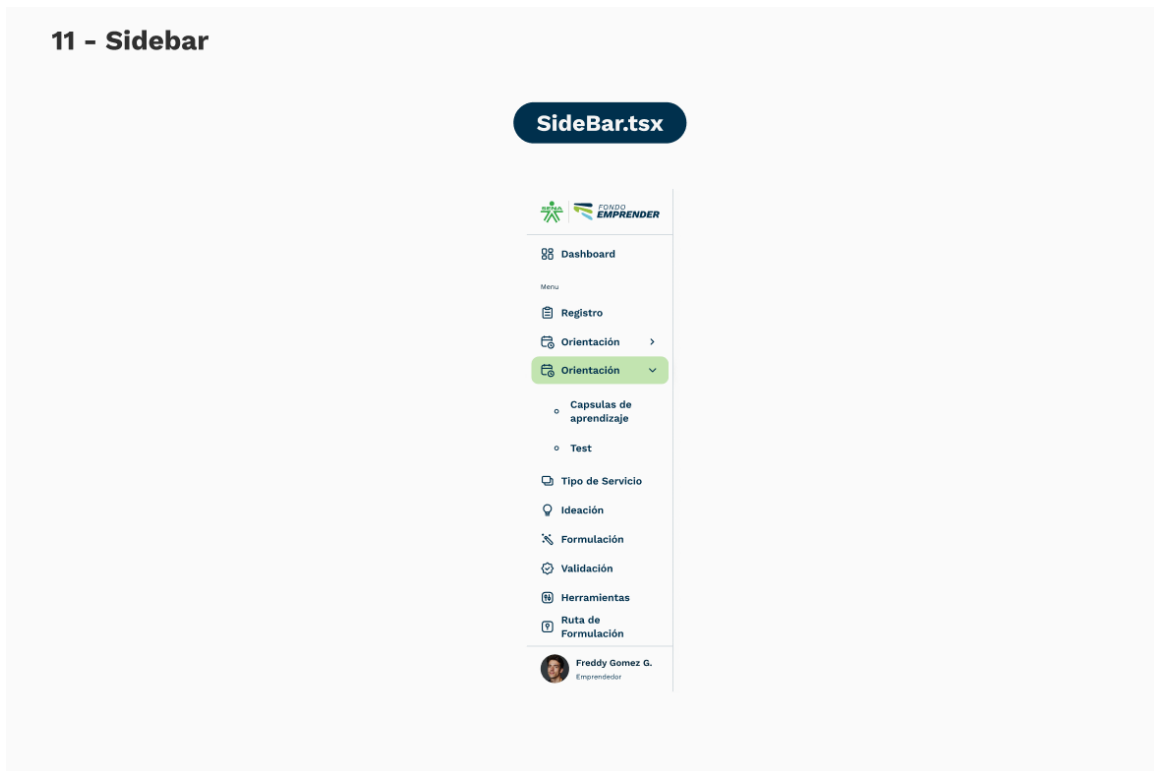 11 - Sidebar
SideBar.tsx
SENA
FONDO
EMPRENDER
Dashboard
Menu
Registro
Orientación
Orientación
Capsulas de
aprendizaje
Test
Tipo de Servicio
Ideación
Formulación
Validación
Herramientas
Ruta de
Formulación
Freddy Gomez G.
Emprendedor